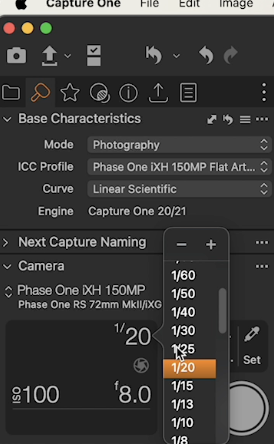 Capture One File Edit Image
Base Characteristics
Mode Photography
ICC Profile Phase One iXH 150MP Flat Art...
Curve Linear Scientific
Engine Capture One 20/21
Next Capture Naming
Camera
Phase One iXH 150MP
Phase One RS 72mm MkII/iXG
1/60
1/50
1/40
1/30
1/25
1/20
1/15
1/13
1/10
1/8
1/20
Set
ISO100 f8.0